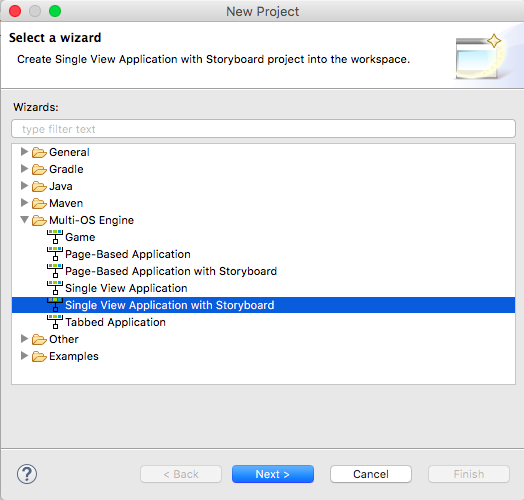 New Project
Select a wizard
Create Single View Application with Storyboard project into the workspace.
Wizards:
type filter text
General
Gradle
Java
Maven
Multi-OS Engine
Game
Page-Based Application
Page-Based Application with Storyboard
Single View Application
Single View Application with Storyboard
Tabbed Application
Other
Examples
?
< Back
Next >
Cancel
Finish